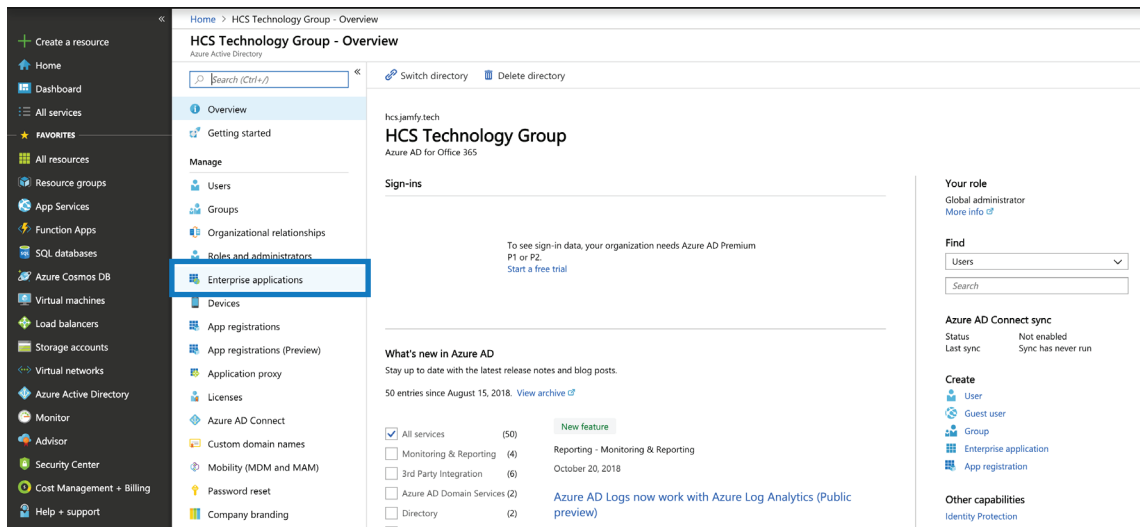 «
Create a resource
Home
Dashboard
All services
FAVORITES
All resources
Resource groups
App Services
Function Apps
SQL databases
Azure Cosmos DB
Virtual machines
Load balancers
Storage accounts
Virtual networks
Azure Active Directory
Monitor
Advisor
Security Center
Cost Management + Billing
Help + support
Home > HCS Technology Group - Overview
HCS Technology Group - Overview
Azure Active Directory
Search (Ctrl+/)
«
Overview
Getting started
Manage
Users
Groups
Organizational relationships
Roles and administrators
Enterprise applications
Devices
App registrations
App registrations (Preview)
Application proxy
Licenses
Azure AD Connect
Custom domain names
Mobility (MDM and MAM)
Password reset
Company branding
Switch directory Delete directory
hcs.jamfy.tech
HCS Technology Group
Azure AD for Office 365
Sign-ins
To see sign-in data, your organization needs Azure AD Premium
P1 or P2.
Start a free trial
What's new in Azure AD
Stay up to date with the latest release notes and blog posts.
50 entries since August 15, 2018. View archive
All services (50)
Monitoring & Reporting (4)
3rd Party Integration (6)
Azure AD Domain Services (2)
Directory (2)
New feature
Reporting - Monitoring & Reporting
October 20, 2018
Azure AD Logs now work with Azure Log Analytics (Public
preview)
Your role
Global administrator
More info
Find
Users
Search
Azure AD Connect sync
Status Not enabled
Last sync Sync has never run
Create
User
Guest user
Group
Enterprise application
App registration
Other capabilities
Identity Protection